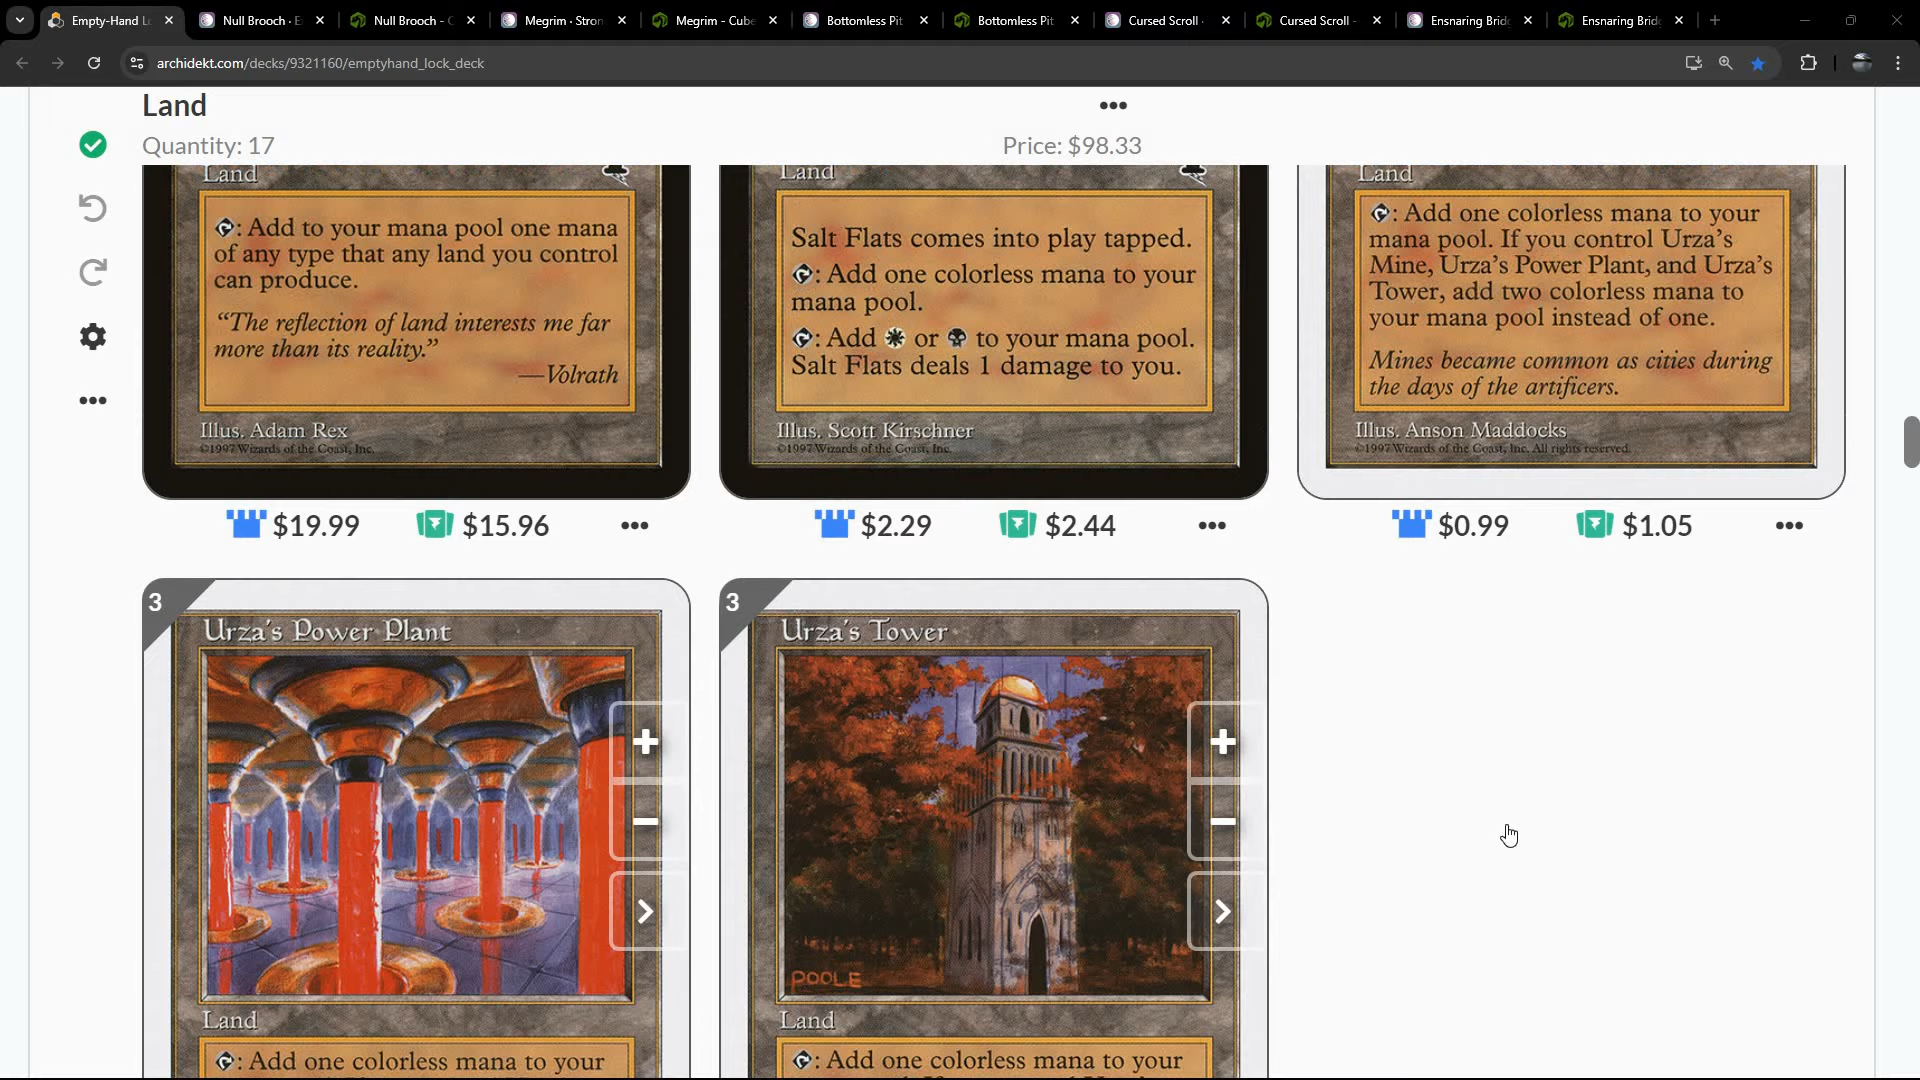 Empty-Hand L
Null Brooch · E
Null Brooch - C
Megrim · Stron
Megrim - Cube
Bottomless Pit
Bottomless Pit
Cursed Scroll ·
Cursed Scroll -
Ensnaring Brid
Ensnaring Brid
archidekt.com/decks/9321160/emptyhand_lock_deck
Land
Quantity: 17
Price: $98.33
Land
: Add to your mana pool one mana
of any type that any land you control
can produce.
“The reflection of land interests me far
more than its reality.”
—Volrath
Illus. Adam Rex
©1997 Wizards of the Coast, Inc.
$19.99
$15.96
Land
Salt Flats comes into play tapped.
: Add one colorless mana to your
mana pool.
: Add or to your mana pool.
Salt Flats deals 1 damage to you.
Illus. Scott Kirschner
©1997 Wizards of the Coast, Inc.
$2.29
$2.44
Land
: Add one colorless mana to your
mana pool. If you control Urza’s
Mine, Urza’s Power Plant, and Urza’s
Tower, add two colorless mana to
your mana pool instead of one.
Mines became common as cities during
the days of the artificers.
Illus. Anson Maddocks
©1997 Wizards of the Coast, Inc. All rights reserved.
$0.99
$1.05
3
Urza’s Power Plant
Land
: Add one colorless mana to your
3
Urza’s Tower
POOLE
Land
: Add one colorless mana to your